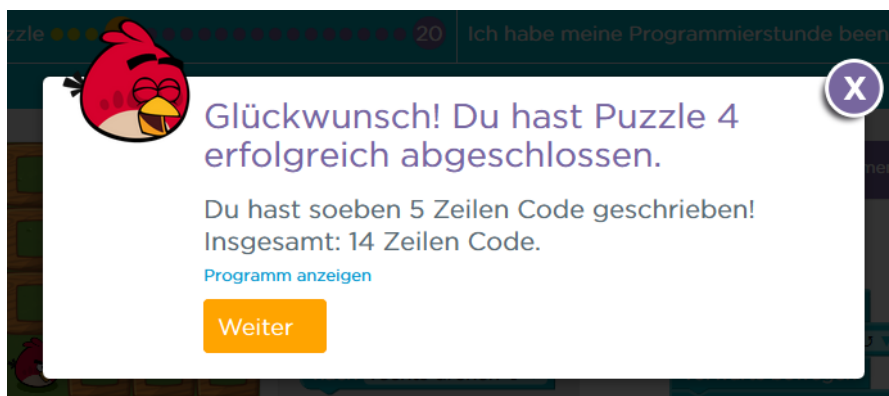 zzle 20 Ich habe meine Programmierstunde been
X
Glückwunsch! Du hast Puzzle 4
erfolgreich abgeschlossen.
Du hast soeben 5 Zeilen Code geschrieben!
Insgesamt: 14 Zeilen Code.
Programm anzeigen
Weiter